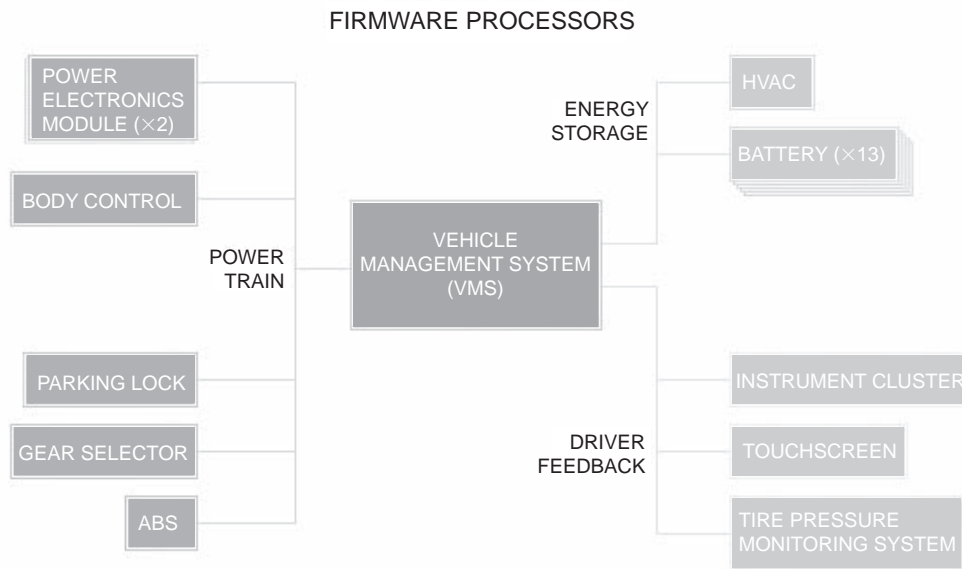 FIRMWARE PROCESSORS
POWER
ELECTRONICS
MODULE (×2)
BODY CONTROL
POWER
TRAIN
PARKING LOCK
GEAR SELECTOR
ABS
VEHICLE
MANAGEMENT SYSTEM
(VMS)
ENERGY
STORAGE
HVAC
BATTERY (×13)
DRIVER
FEEDBACK
INSTRUMENT CLUSTER
TOUCHSCREEN
TIRE PRESSURE
MONITORING SYSTEM